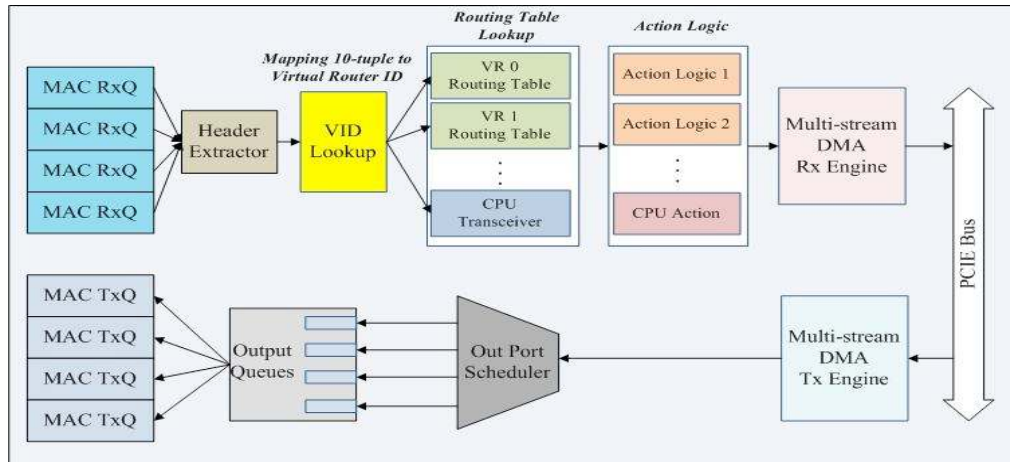 Routing Table
Lookup
Action Logic
Mapping 10-tuple to
Virtual Router ID
MAC RxQ
MAC RxQ
MAC RxQ
MAC RxQ
Header
Extractor
VID
Lookup
VR 0
Routing Table
VR 1
Routing Table
CPU
Transceiver
Action Logic 1
Action Logic 2
CPU Action
Multi-stream
DMA
Rx Engine
PCIE Bus
MAC TxQ
MAC TxQ
MAC TxQ
MAC TxQ
Output
Queues
Out Port
Scheduler
Multi-stream
DMA
Tx Engine